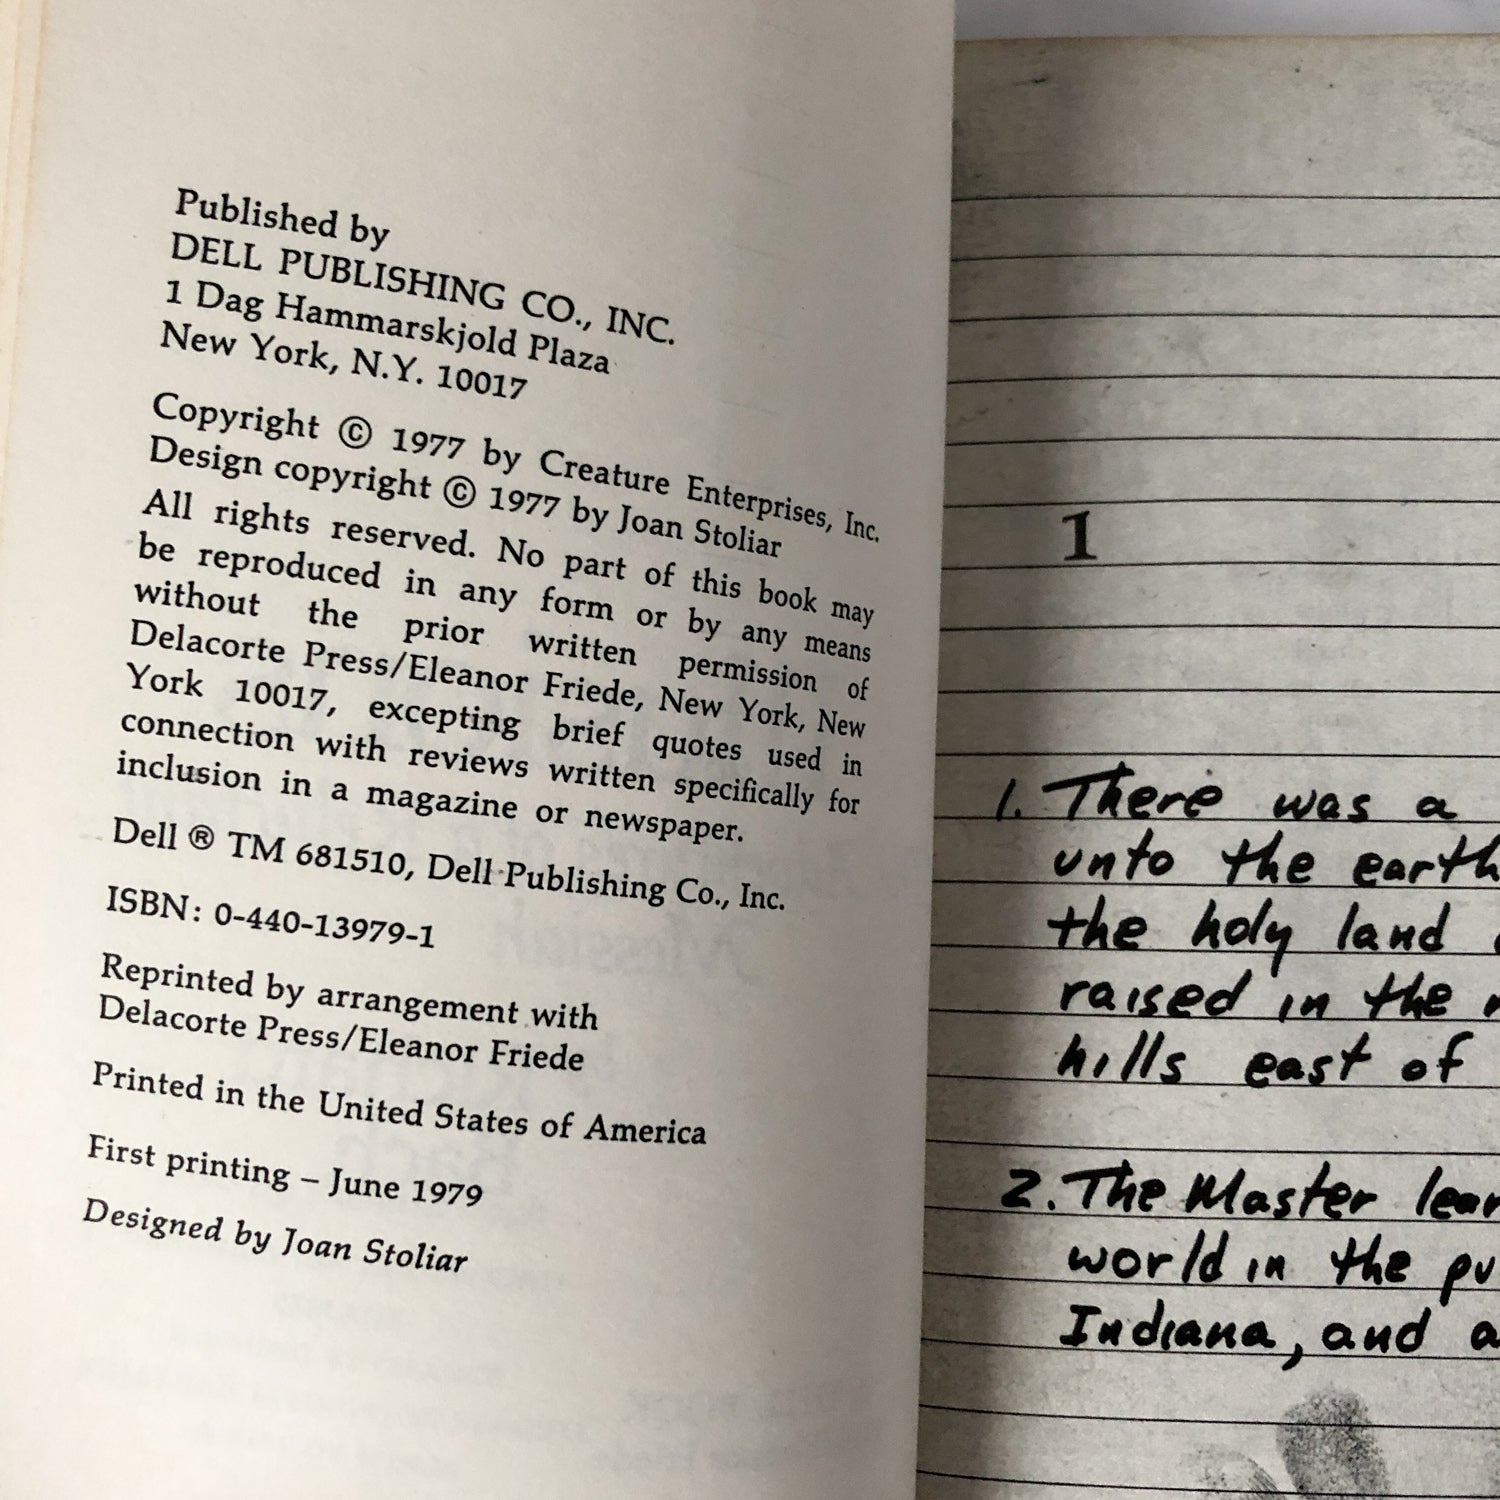 Published by
DELL PUBLISHING CO., INC.
1 Dag Hammarskjold Plaza
New York, N.Y. 10017
Copyright © 1977 by Creature Enterprises, Inc.
Design copyright © 1977 by Joan Stoliar
All rights reserved. No part of this book may
be reproduced in any form or by any means
without the prior written permission of
Delacorte Press/Eleanor Friede, New York, New
York 10017, excepting brief quotes used in
connection with reviews written specifically for
inclusion in a magazine or newspaper.
Dell ® TM 681510, Dell Publishing Co., Inc.
ISBN: 0-440-13979-1
Reprinted by arrangement with
Delacorte Press/Eleanor Friede
Printed in the United States of America
First printing – June 1979
Designed by Joan Stoliar
1
1. There was a
unto the earth
the holy land
raised in the
hills east of
2. The Master
world in the
Indiana, and